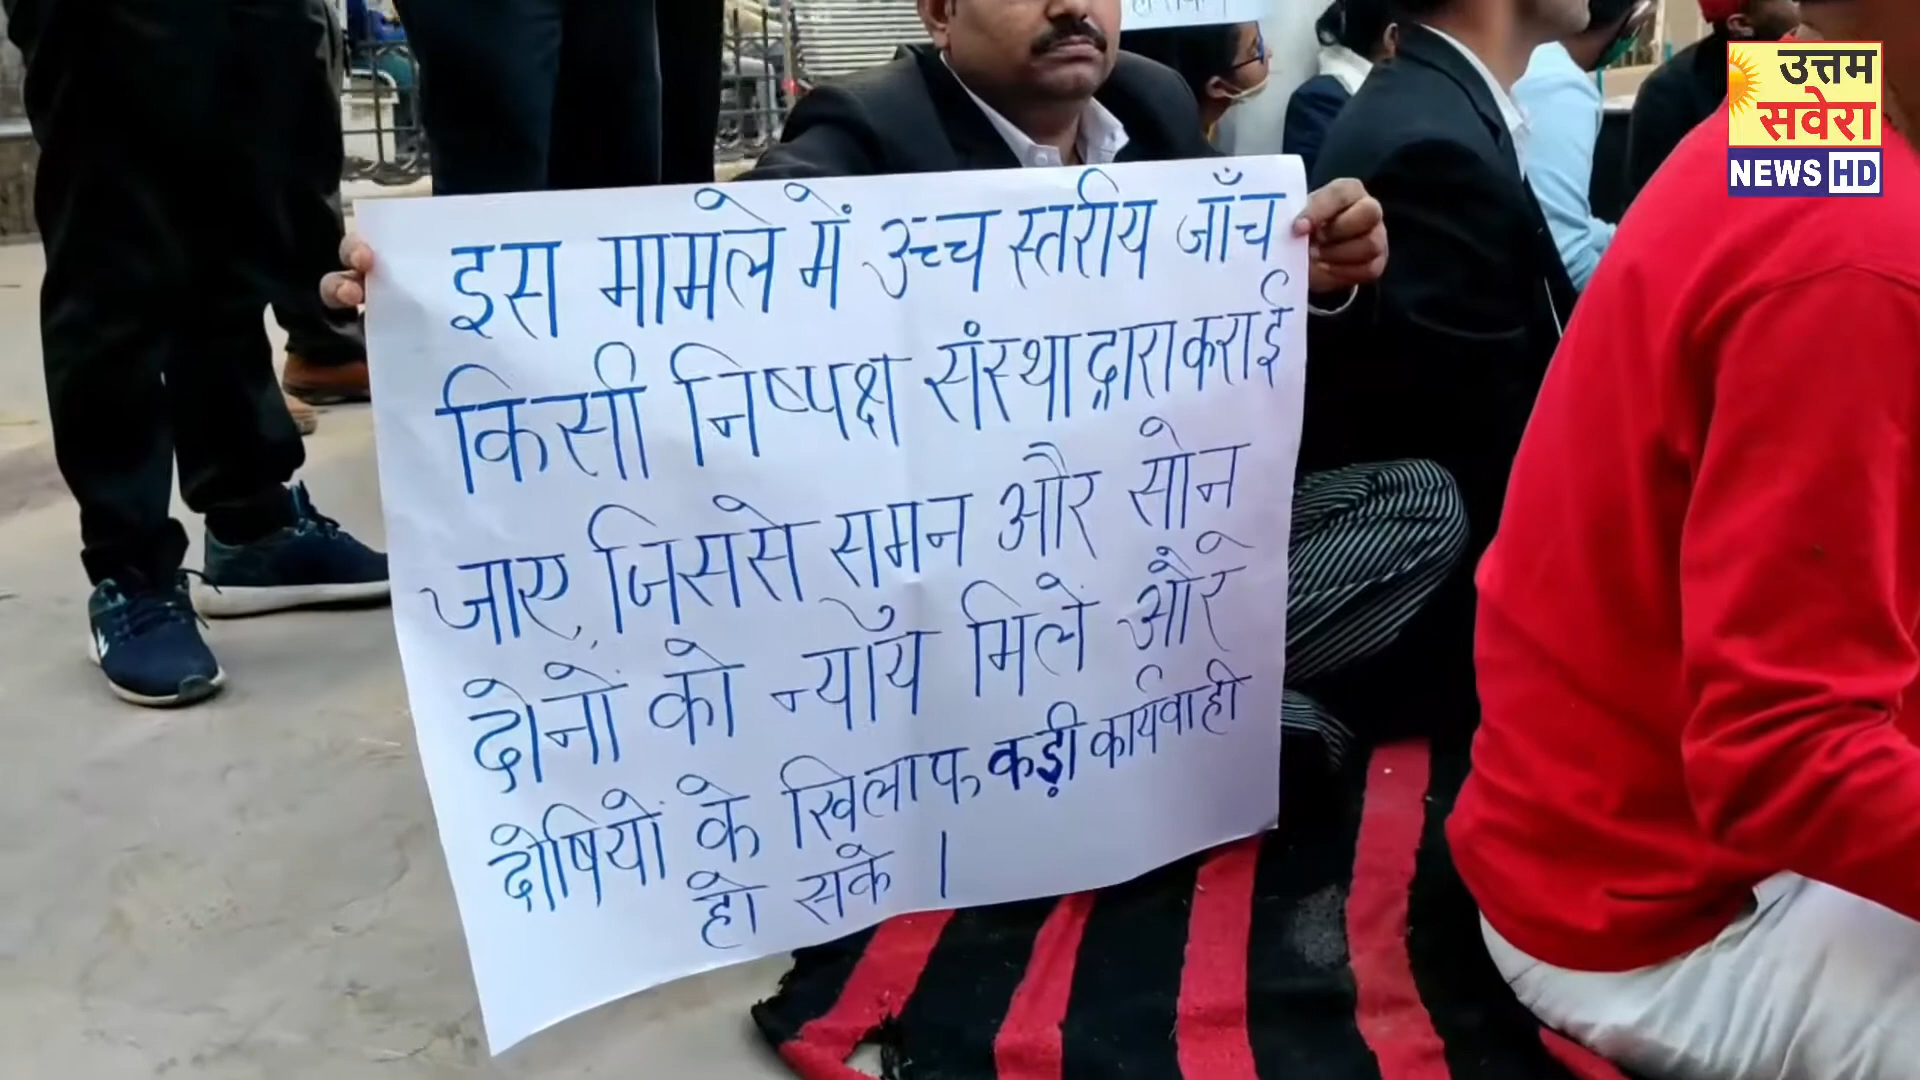 उत्तम
सवेरा
NEWS HD
इस मामले में उच्च स्तरीय जाँच
किसी निष्पक्ष संस्था द्वारा कराई
जाए, जिससे समन और सोन
दोनों को न्याँय मिलें और
दोषियों के खिलाफ कड़ी कार्यवाही
हो सके ।